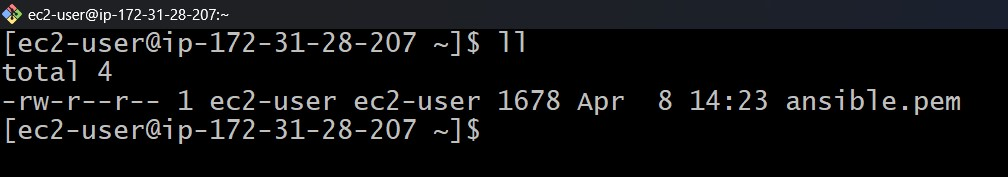 ec2-user@ip-172-31-28-207:~
[ec2-user@ip-172-31-28-207 ~]$ ll
total 4
-rw-r--r-- 1 ec2-user ec2-user 1678 Apr  8 14:23 ansible.pem
[ec2-user@ip-172-31-28-207 ~]$